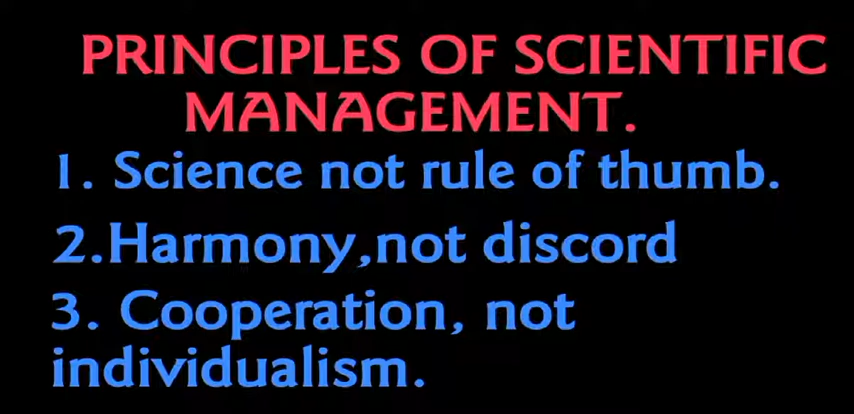 PRINCIPLES OF SCIENTIFIC
MANAGEMENT.
1. Science not rule of thumb.
2.Harmony,not discord
3. Cooperation, not
individualism.